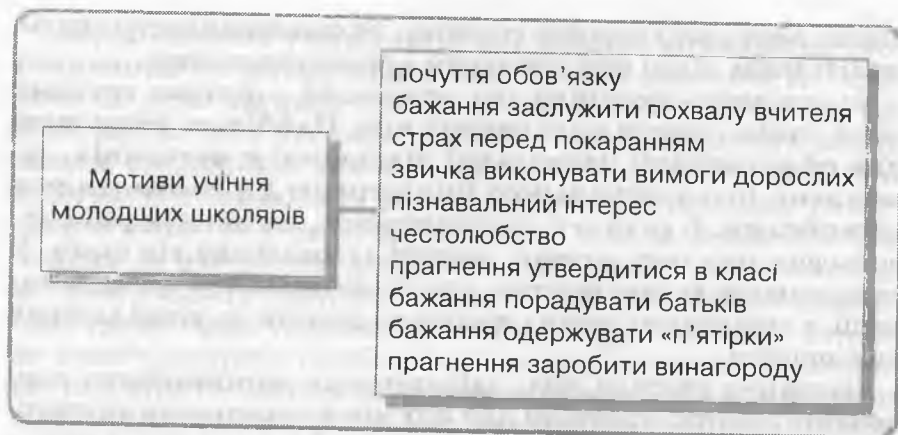 Мотиви учіння
молодших школярів
почуття обов’язку
бажання заслужити похвалу вчителя
страх перед покаранням
звичка виконувати вимоги дорослих
пізнавальний інтерес
честолюбство
прагнення утвердитися в класі
бажання порадувати батьків
бажання одержувати «п’ятірки»
прагнення заробити винагороду